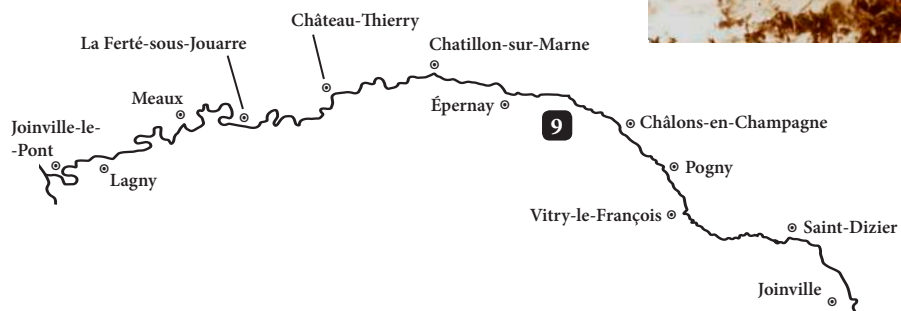 Château-Thierry
La Ferté-sous-Jouarre
Chatillon-sur-Marne
Meaux
Épernay
Joinville-le-
-Pont
9
Châlons-en-Champagne
Lagny
Pogny
Vitry-le-François
Saint-Dizier
Joinville